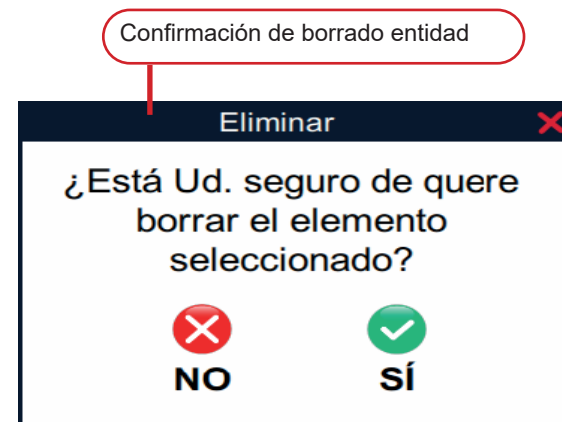 Confirmación de borrado entidad
Eliminar
¿Está Ud. seguro de quere
borrar el elemento
seleccionado?
NO SÍ